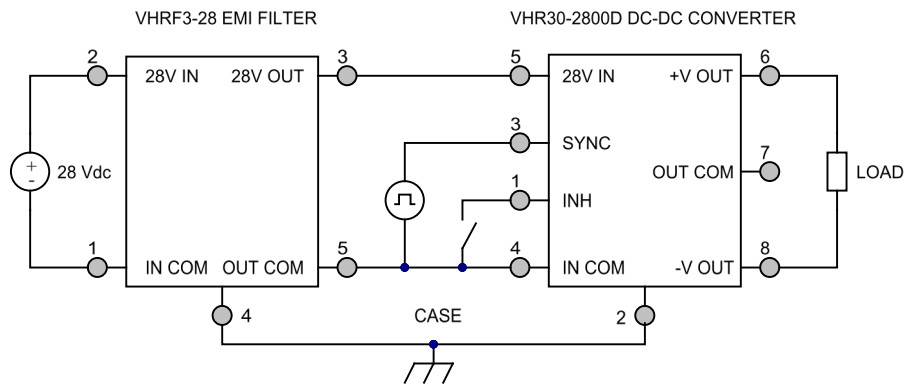 VHRF3-28 EMI FILTER
VHR30-2800D DC-DC CONVERTER
2
28V IN
28V OUT
3
5
28V IN
+V OUT
6
3
SYNC
+
-
28 Vdc
OUT COM
7
LOAD
1
INH
1
IN COM
OUT COM
5
4
IN COM
-V OUT
8
4
CASE
2